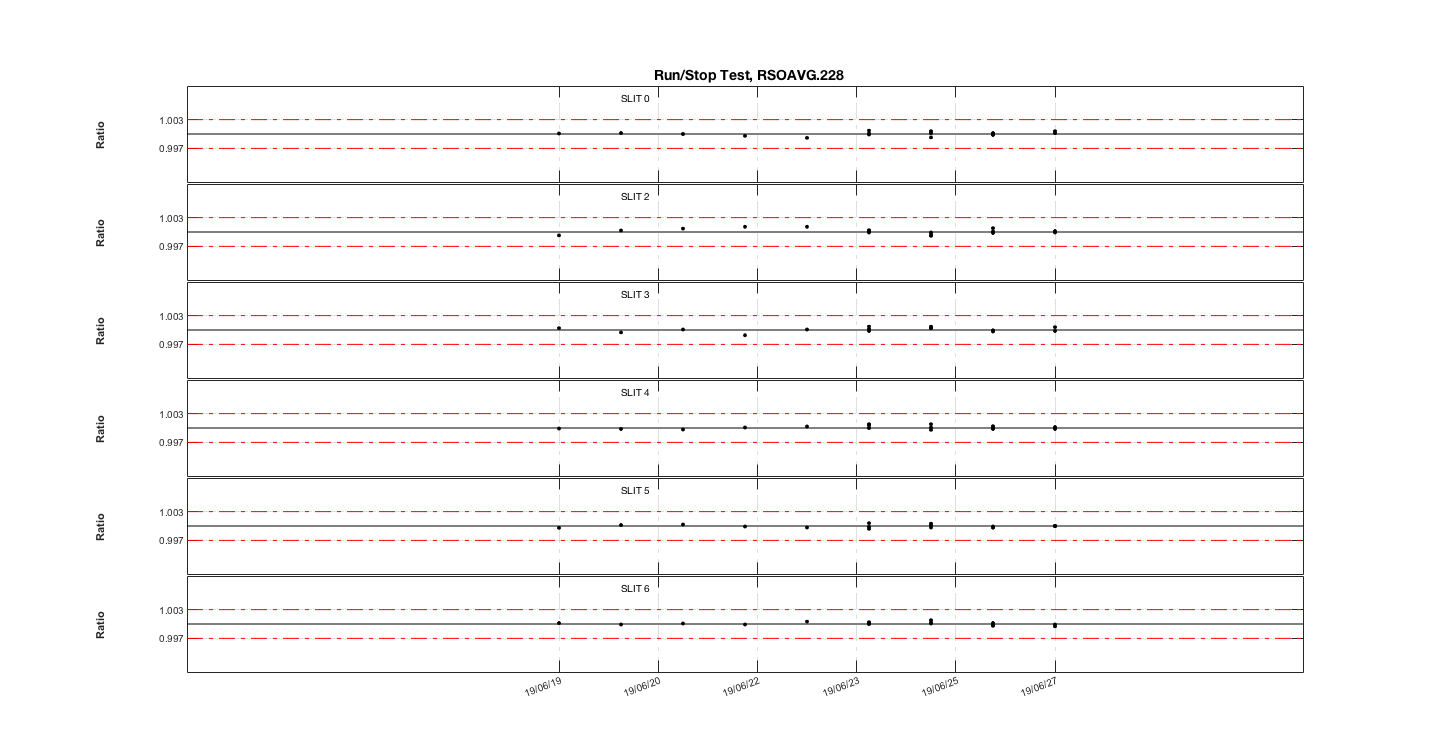 Run/Stop Test, RSOAVG.228
SLIT 0
1.003
Ratio
0.997
SLIT 2
1.003
Ratio
0.997
SLIT 3
1.003
Ratio
0.997
SLIT 4
1.003
Ratio
0.997
SLIT 5
1.003
Ratio
0.997
SLIT 6
1.003
Ratio
0.997
19/06/19 19/06/20 19/06/22 19/06/23 19/06/25 19/06/27